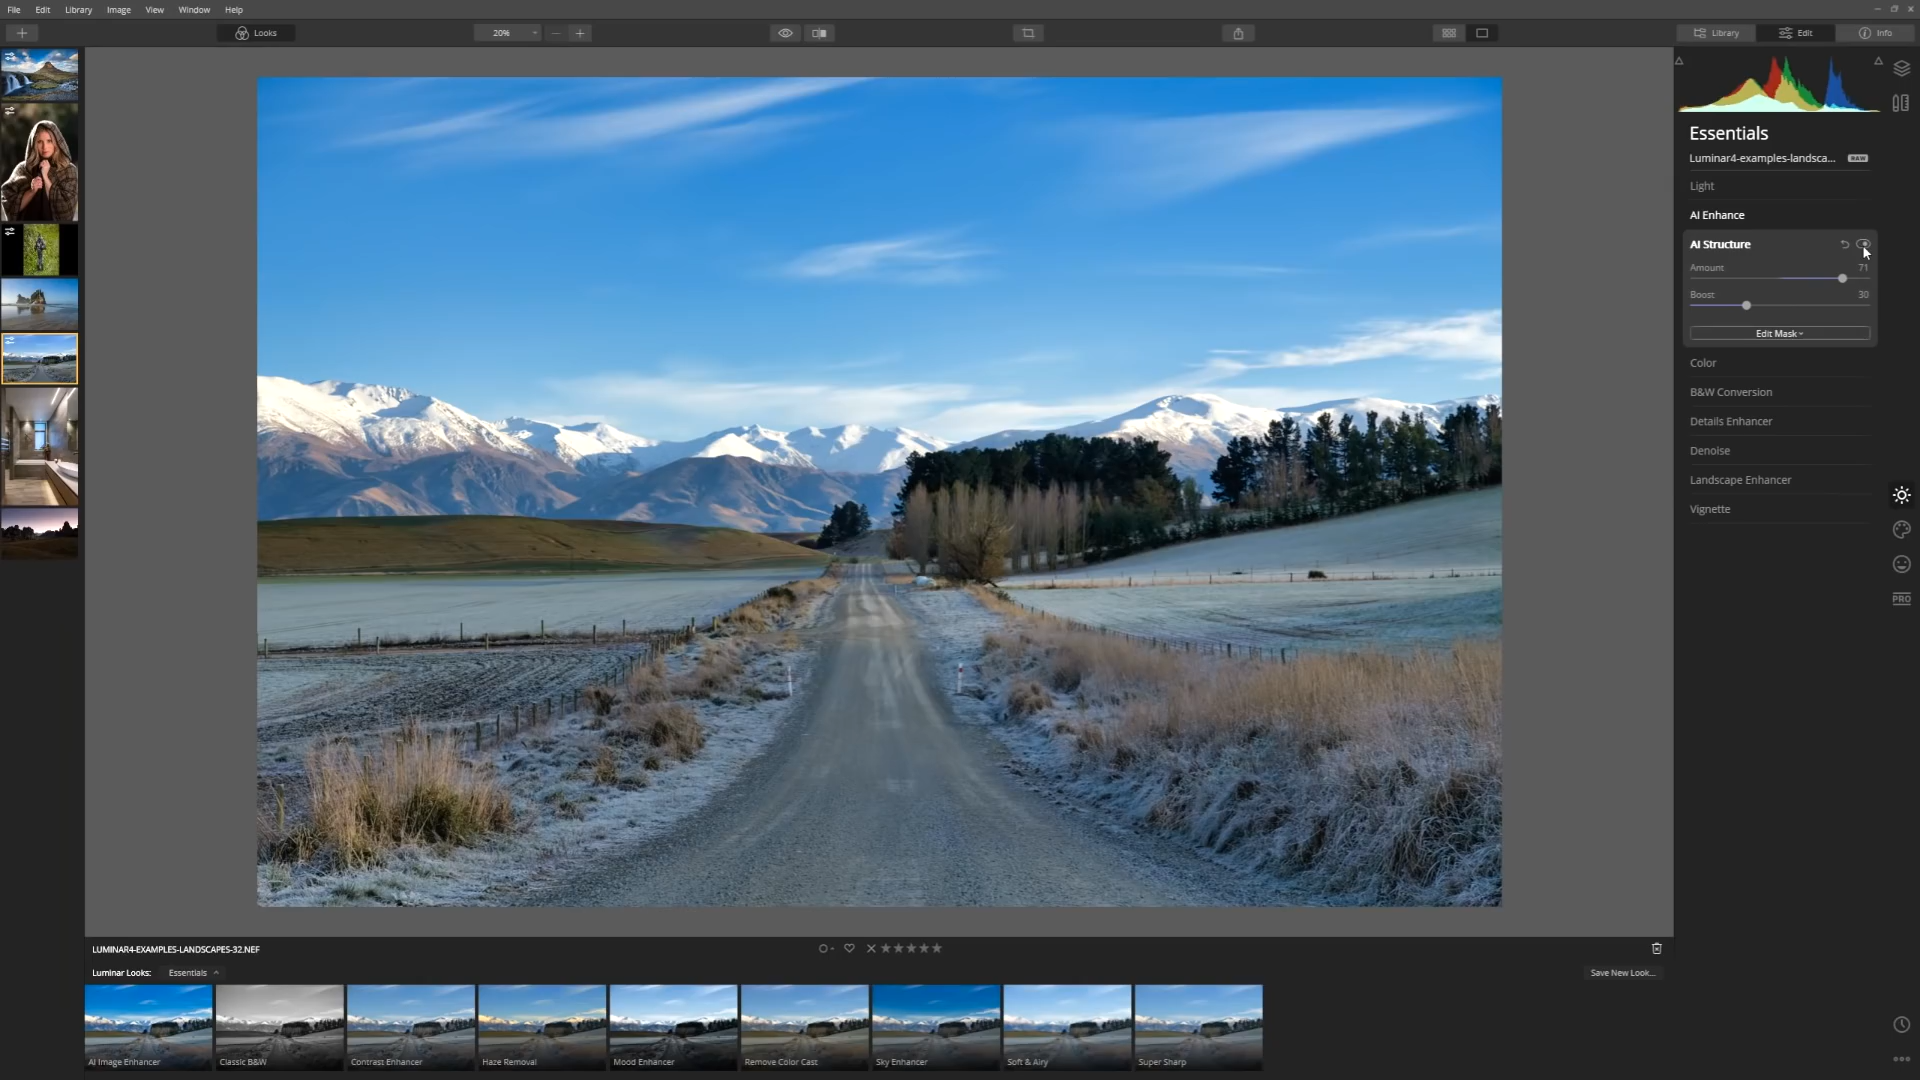 File Edit Library Image View Window Help
Looks 20% Library Edit Info
Essentials
Luminar4-examples-landsca... RAW
Light
AI Enhance
AI Structure
Amount 71
Boost 30
Edit Mask
Color
B&W Conversion
Details Enhancer
Denoise
Landscape Enhancer
Vignette
PRO
LUMINAR4-EXAMPLES-LANDSCAPES-32.NEF
Luminar Looks: Essentials Save New Look...
AI Image Enhancer Classic B&W Contrast Enhancer Haze Removal Mood Enhancer Remove Color Cast Sky Enhancer Soft & Airy Super Sharp